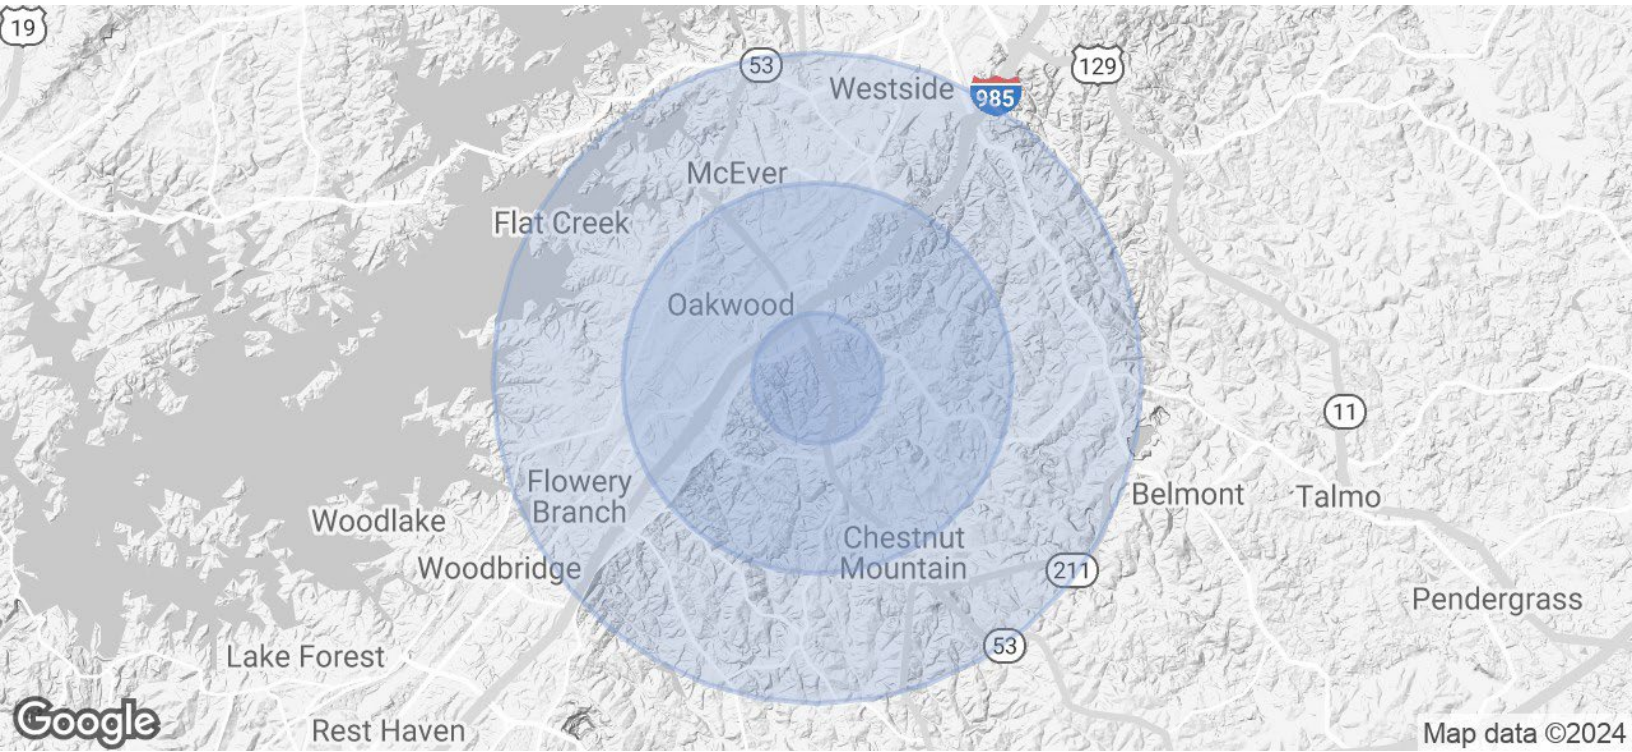 19
53
129
Westside
985
McEver
Flat Creek
Oakwood
11
Flowery
Branch
Belmont
Talmo
Woodlake
Chestnut
Mountain
Woodbridge
211
Pendergrass
53
Lake Forest
Google
Rest Haven
Map data ©2024